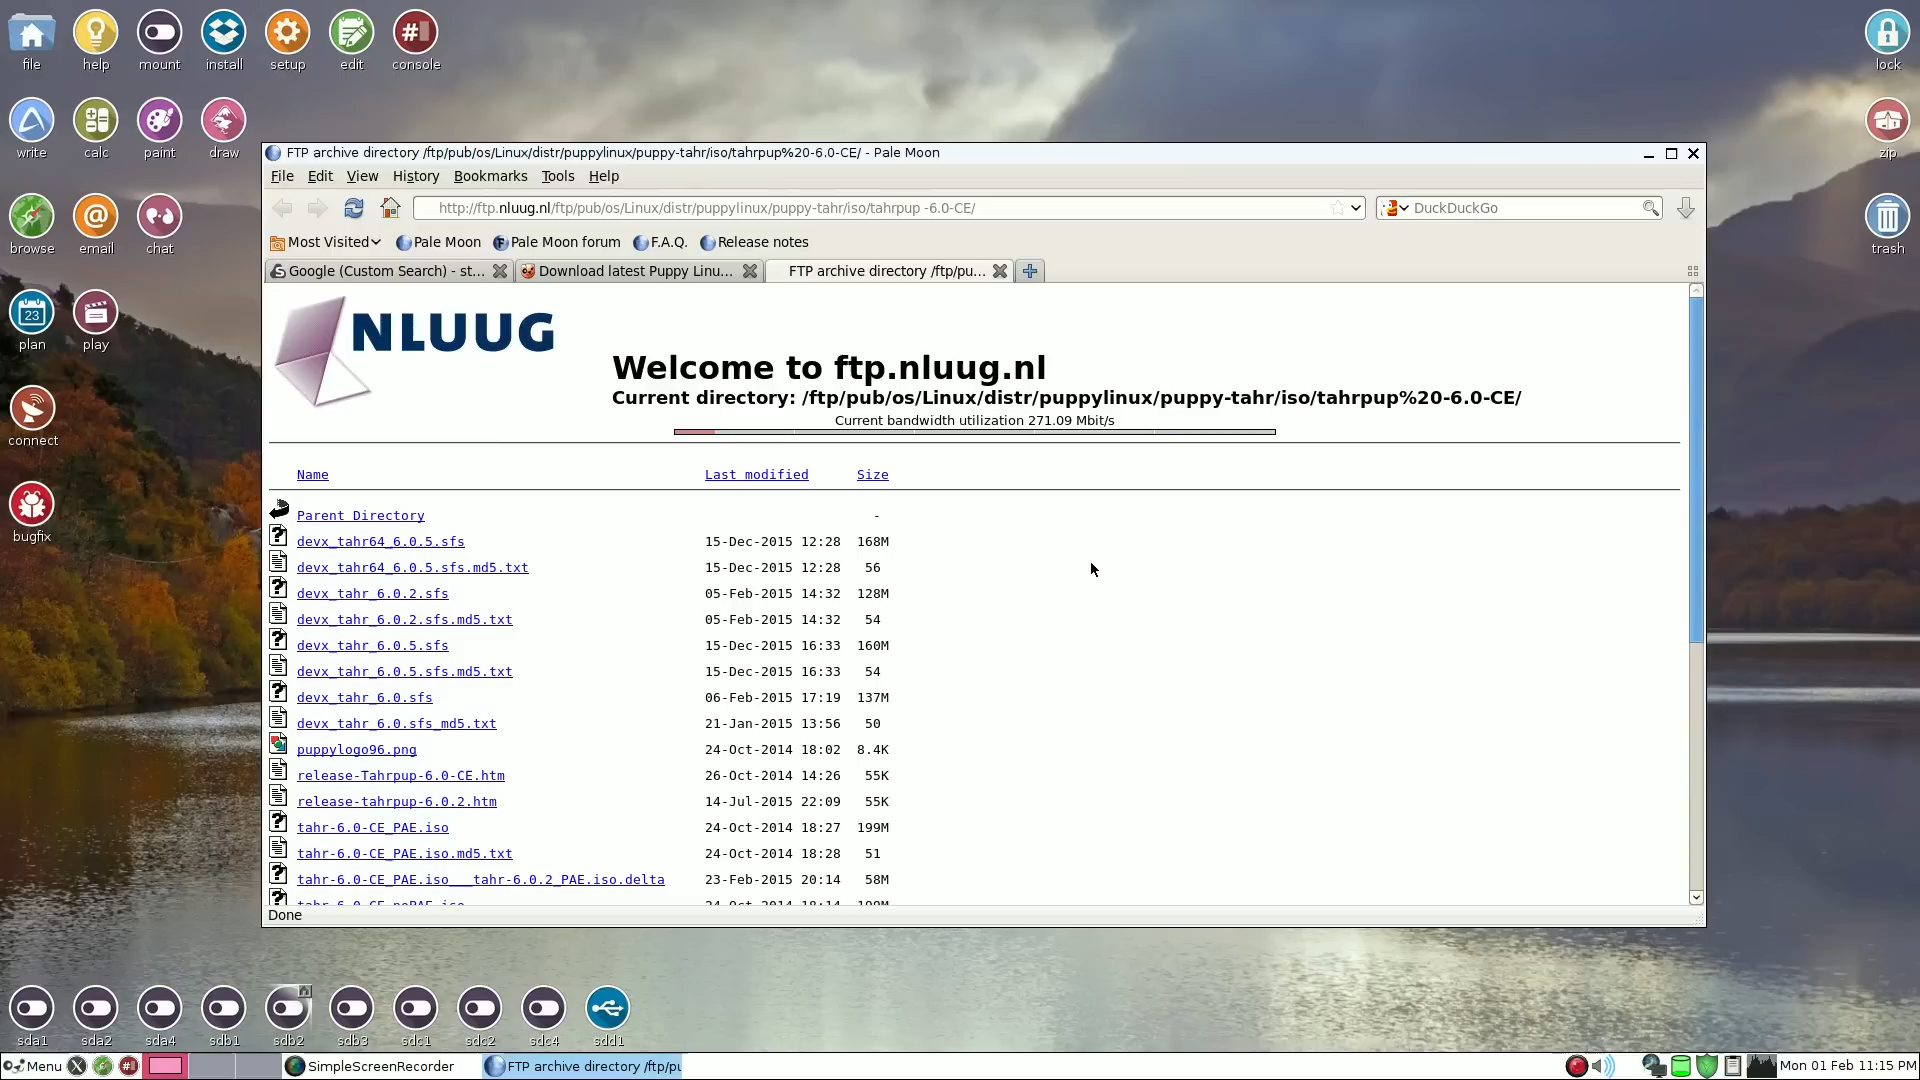 file
help
mount
install
setup
edit
console
lock
write
calc
paint
draw
zip
browse
email
chat
trash
23
plan
play
connect
bugfix
FTP archive directory /ftp/pub/os/Linux/distr/puppylinux/puppy-tahr/iso/tahrpup%20-6.0-CE/ - Pale Moon
File Edit View History Bookmarks Tools Help
http://ftp.nluug.nl/ftp/pub/os/Linux/distr/puppylinux/puppy-tahr/iso/tahrpup -6.0-CE/
DuckDuckGo
Most Visited Pale Moon Pale Moon forum F.A.Q. Release notes
Google (Custom Search) - st...
Download latest Puppy Linu...
FTP archive directory /ftp/pu...
NLUUG
Welcome to ftp.nluug.nl
Current directory: /ftp/pub/os/Linux/distr/puppylinux/puppy-tahr/iso/tahrpup%20-6.0-CE/
Current bandwidth utilization 271.09 Mbit/s
Name Last modified Size
Parent Directory -
devx_tahr64_6.0.5.sfs 15-Dec-2015 12:28 168M
devx_tahr64_6.0.5.sfs.md5.txt 15-Dec-2015 12:28 56
devx_tahr_6.0.2.sfs 05-Feb-2015 14:32 128M
devx_tahr_6.0.2.sfs.md5.txt 05-Feb-2015 14:32 54
devx_tahr_6.0.5.sfs 15-Dec-2015 16:33 160M
devx_tahr_6.0.5.sfs.md5.txt 15-Dec-2015 16:33 54
devx_tahr_6.0.sfs 06-Feb-2015 17:19 137M
devx_tahr_6.0.sfs_md5.txt 21-Jan-2015 13:56 50
puppylogo96.png 24-Oct-2014 18:02 8.4K
release-Tahrpup-6.0-CE.htm 26-Oct-2014 14:26 55K
release-tahrpup-6.0.2.htm 14-Jul-2015 22:09 55K
tahr-6.0-CE_PAE.iso 24-Oct-2014 18:27 199M
tahr-6.0-CE_PAE.iso.md5.txt 24-Oct-2014 18:28 51
tahr-6.0-CE_PAE.iso___tahr-6.0.2_PAE.iso.delta 23-Feb-2015 20:14 58M
tahr-6.0-CE_noPAE.iso 24-Oct-2014 18:14 199M
Done
sda1
sda2
sda4
sdb1
sdb2
sdb3
sdc1
sdc2
sdc4
sdd1
Menu
SimpleScreenRecorder
FTP archive directory /ftp/pu
Mon 01 Feb 11:15 PM